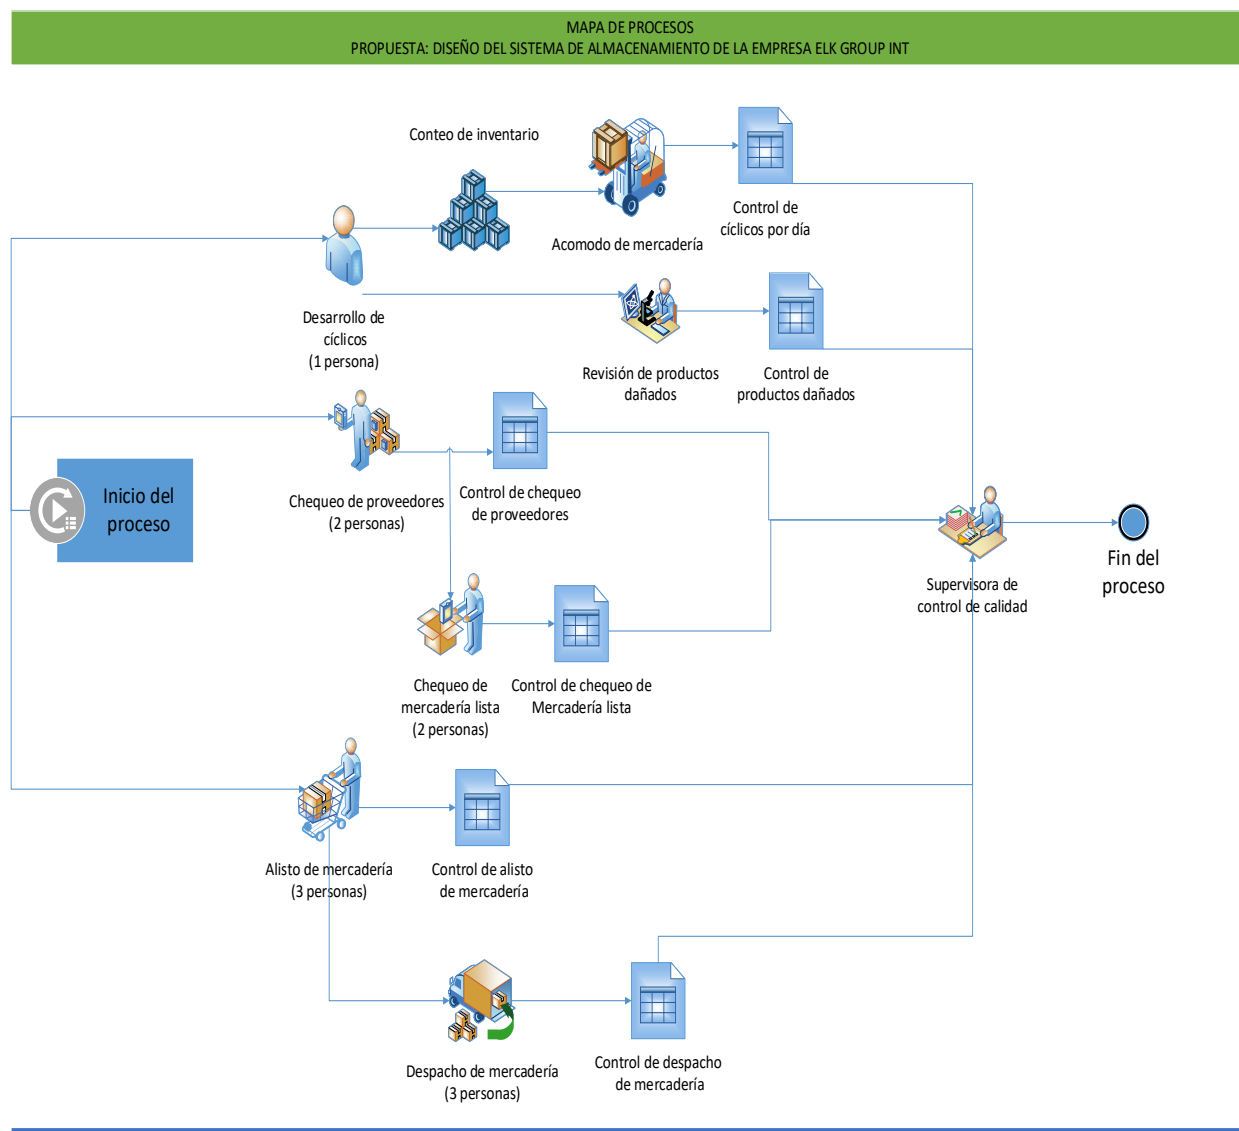 MAPA DE PROCESOS
PROPUESTA: DISEÑO DEL SISTEMA DE ALMACENAMIENTO DE LA EMPRESA ELK GROUP INT
Conteo de inventario
Acomodo de mercadería
Control de
cíclicos por día
Desarrollo de
cíclicos
(1 persona)
Revisión de productos
dañados
Control de
productos dañados
Inicio del
proceso
Chequeo de proveedores
(2 personas)
Control de chequeo
de proveedores
Supervisora de
control de calidad
Fin del
proceso
Chequeo de
mercadería lista
(2 personas)
Control de chequeo de
Mercadería lista
Alisto de mercadería
(3 personas)
Control de alisto
de mercadería
Despacho de mercadería
(3 personas)
Control de despacho
de mercadería